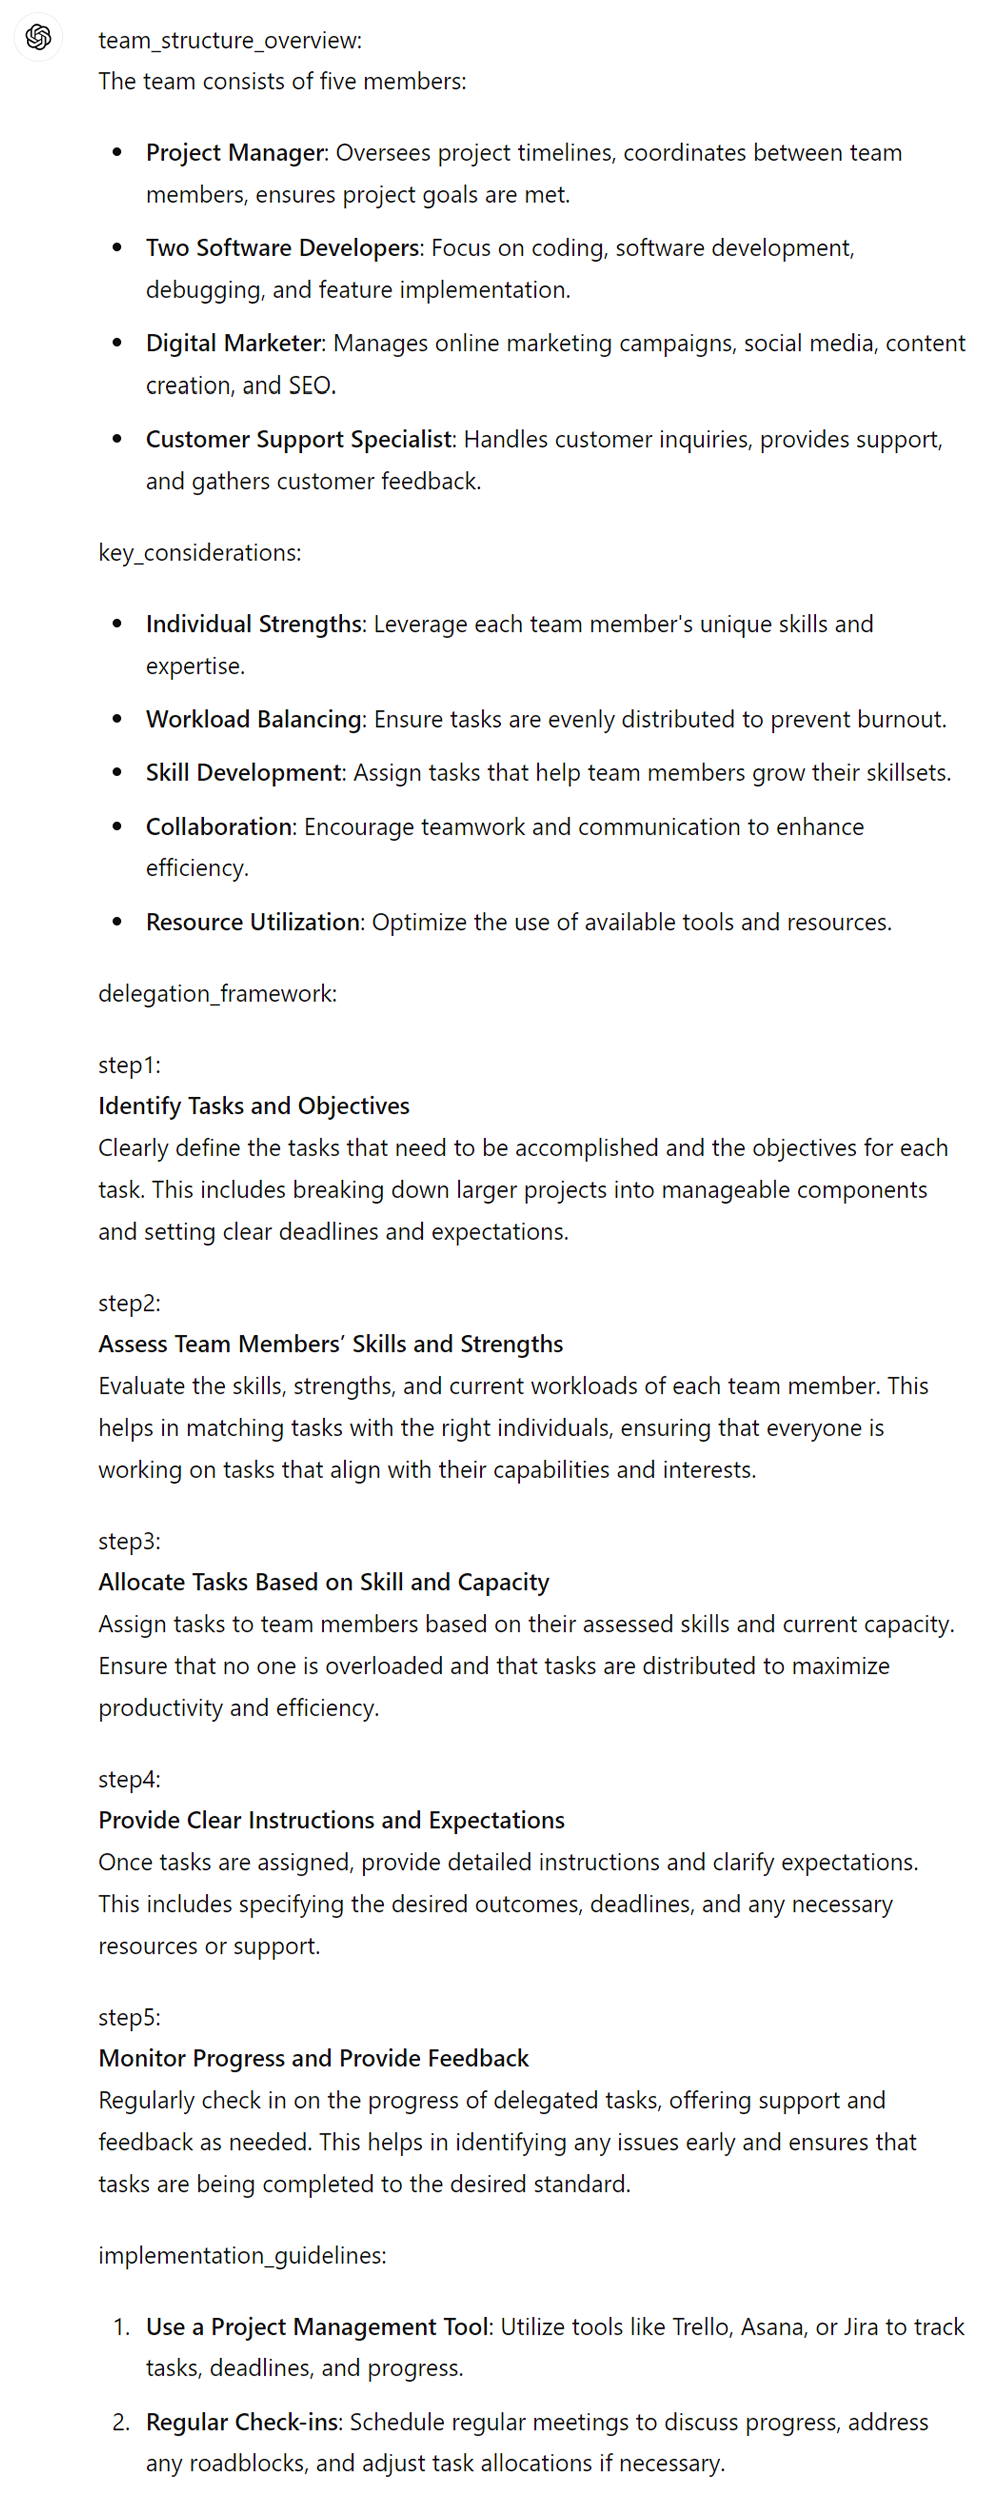 team_structure_overview:
The team consists of five members:
• Project Manager: Oversees project timelines, coordinates between team
members, ensures project goals are met.
• Two Software Developers: Focus on coding, software development,
debugging, and feature implementation.
• Digital Marketer: Manages online marketing campaigns, social media, content
creation, and SEO.
• Customer Support Specialist: Handles customer inquiries, provides support,
and gathers customer feedback.
key_considerations:
• Individual Strengths: Leverage each team member's unique skills and
expertise.
• Workload Balancing: Ensure tasks are evenly distributed to prevent burnout.
• Skill Development: Assign tasks that help team members grow their skillsets.
• Collaboration: Encourage teamwork and communication to enhance
efficiency.
• Resource Utilization: Optimize the use of available tools and resources.
delegation_framework:
step1:
Identify Tasks and Objectives
Clearly define the tasks that need to be accomplished and the objectives for each
task. This includes breaking down larger projects into manageable components
and setting clear deadlines and expectations.
step2:
Assess Team Members’ Skills and Strengths
Evaluate the skills, strengths, and current workloads of each team member. This
helps in matching tasks with the right individuals, ensuring that everyone is
working on tasks that align with their capabilities and interests.
step3:
Allocate Tasks Based on Skill and Capacity
Assign tasks to team members based on their assessed skills and current capacity.
Ensure that no one is overloaded and that tasks are distributed to maximize
productivity and efficiency.
step4:
Provide Clear Instructions and Expectations
Once tasks are assigned, provide detailed instructions and clarify expectations.
This includes specifying the desired outcomes, deadlines, and any necessary
resources or support.
step5:
Monitor Progress and Provide Feedback
Regularly check in on the progress of delegated tasks, offering support and
feedback as needed. This helps in identifying any issues early and ensures that
tasks are being completed to the desired standard.
implementation_guidelines:
1. Use a Project Management Tool: Utilize tools like Trello, Asana, or Jira to track
tasks, deadlines, and progress.
2. Regular Check-ins: Schedule regular meetings to discuss progress, address
any roadblocks, and adjust task allocations if necessary.